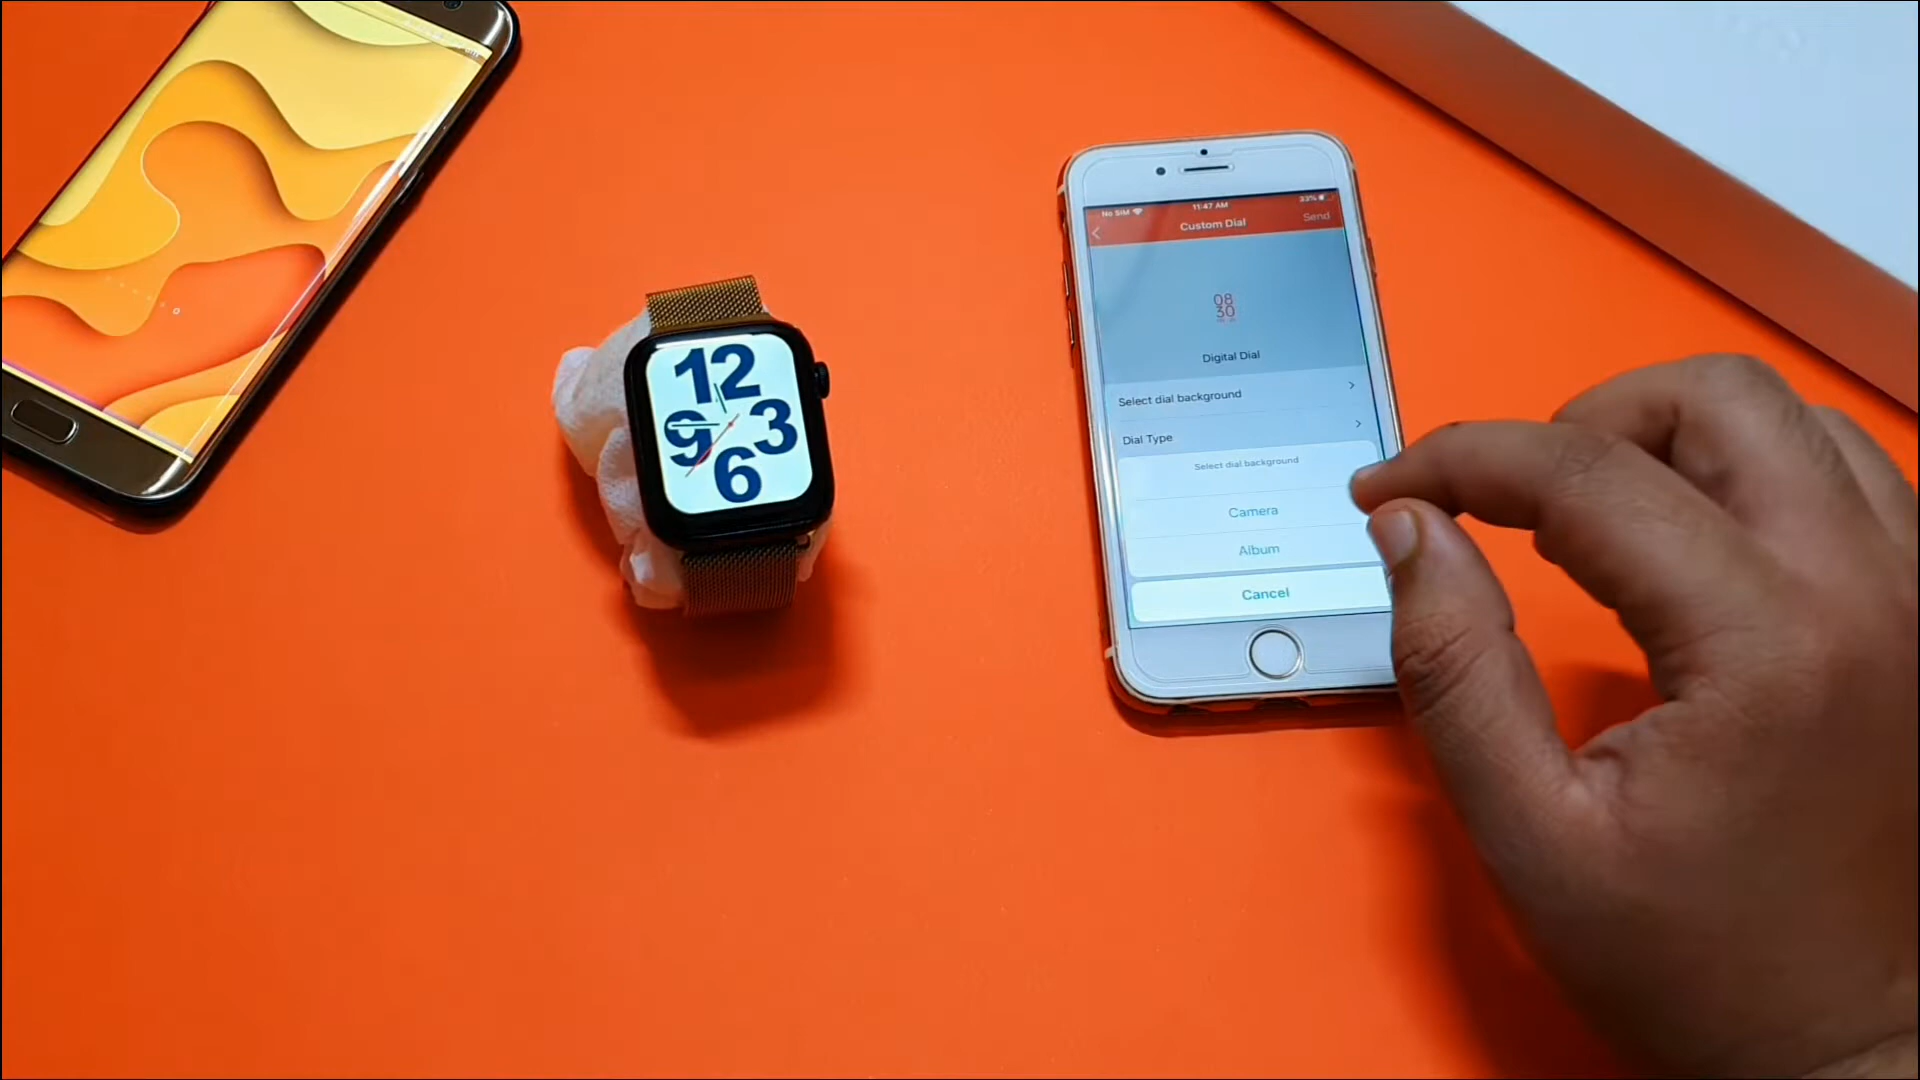 12
9 3
6
No SIM 11:47 AM 33%
Custom Dial Send
08
30
Digital Dial
Select dial background
Dial Type
Select dial background
Camera
Album
Cancel